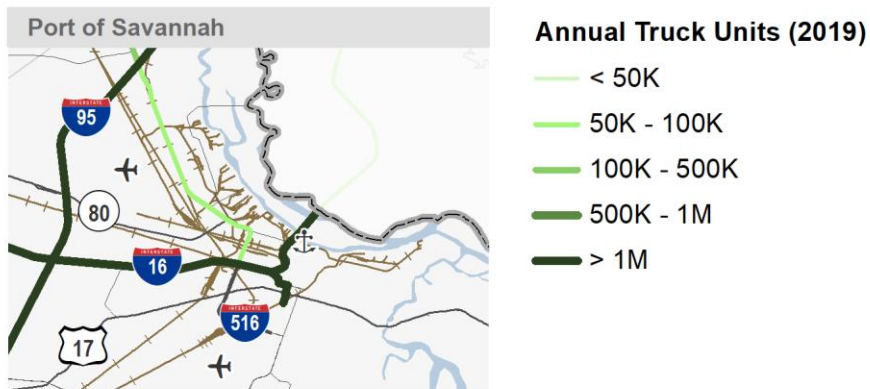 Port of Savannah
INTERSTATE
95
80
INTERSTATE
16
INTERSTATE
516
17
Annual Truck Units (2019)
< 50K
50K - 100K
100K - 500K
500K - 1M
> 1M